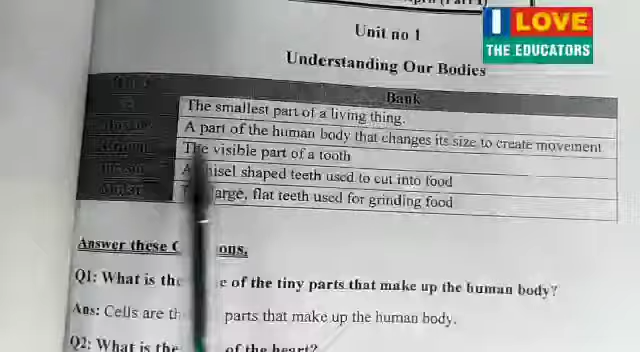 (Part I)
I LOVE
THE EDUCATORS
Unit no 1
Understanding Our Bodies
Bank
The smallest part of a living thing.
A part of the human body that changes its size to create movement
The visible part of a tooth
hisel shaped teeth used to cut into food
large, flat teeth used for grinding food
Answer these ons.
Q1: What is the e of the tiny parts that make up the human body?
Ans: Cells are th parts that make up the human body.
Q2: What is the of the heart?